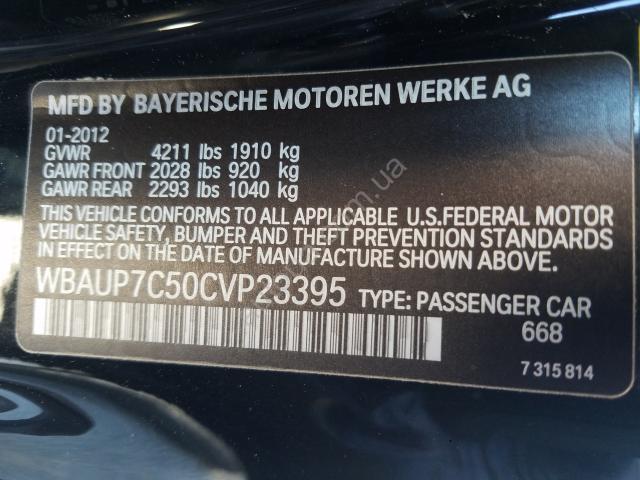 MFD BY BAYERISCHE MOTOREN WERKE AG
01-2012
GVWR 4211 lbs 1910 kg
GAWR FRONT 2028 lbs 920 kg
GAWR REAR 2293 lbs 1040 kg
THIS VEHICLE CONFORMS TO ALL APPLICABLE U.S.FEDERAL MOTOR
VEHICLE SAFETY, BUMPER AND THEFT PREVENTION STANDARDS
IN EFFECT ON THE DATE OF MANUFACTURE SHOWN ABOVE
WBAUP7C50CVP23395 TYPE: PASSENGER CAR
668
7 315 814